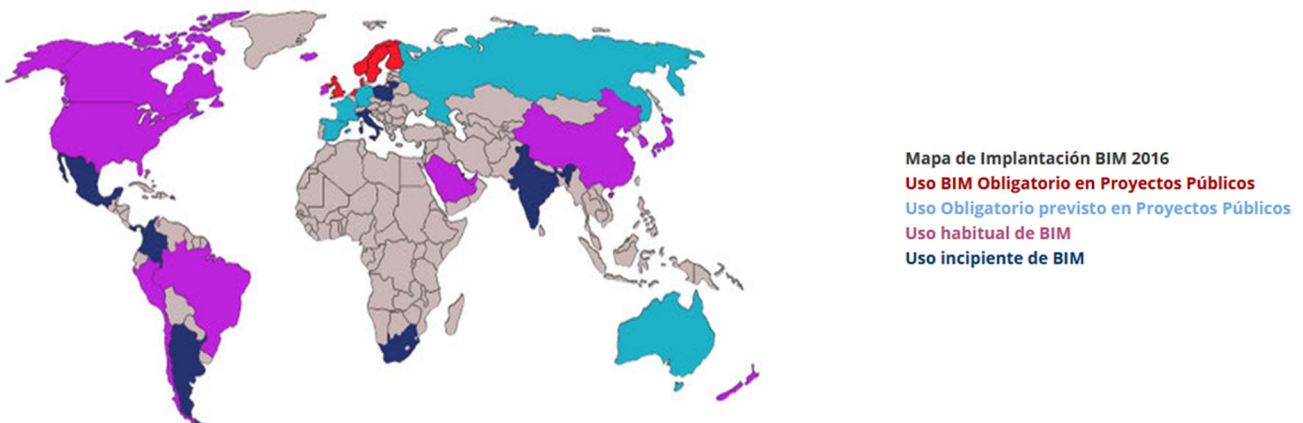 Mapa de Implantación BIM 2016
Uso BIM Obligatorio en Proyectos Públicos
Uso Obligatorio previsto en Proyectos Públicos
Uso habitual de BIM
Uso incipiente de BIM